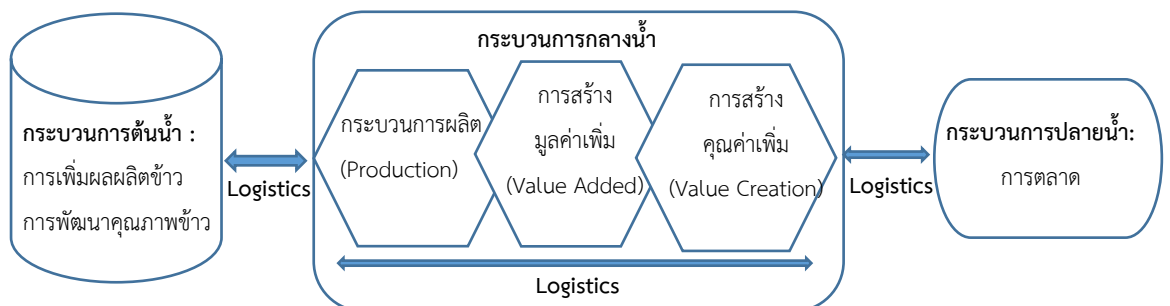 กระบวนการต้นน้ำ :
การเพิ่มผลผลิตข้าว
การพัฒนาคุณภาพข้าว
Logistics
กระบวนการกลางน้ำ
กระบวนการผลิต
(Production)
การสร้าง
มูลค่าเพิ่ม
(Value Added)
การสร้าง
คุณค่าเพิ่ม
(Value Creation)
Logistics
Logistics
กระบวนการปลายน้ำ:
การตลาด